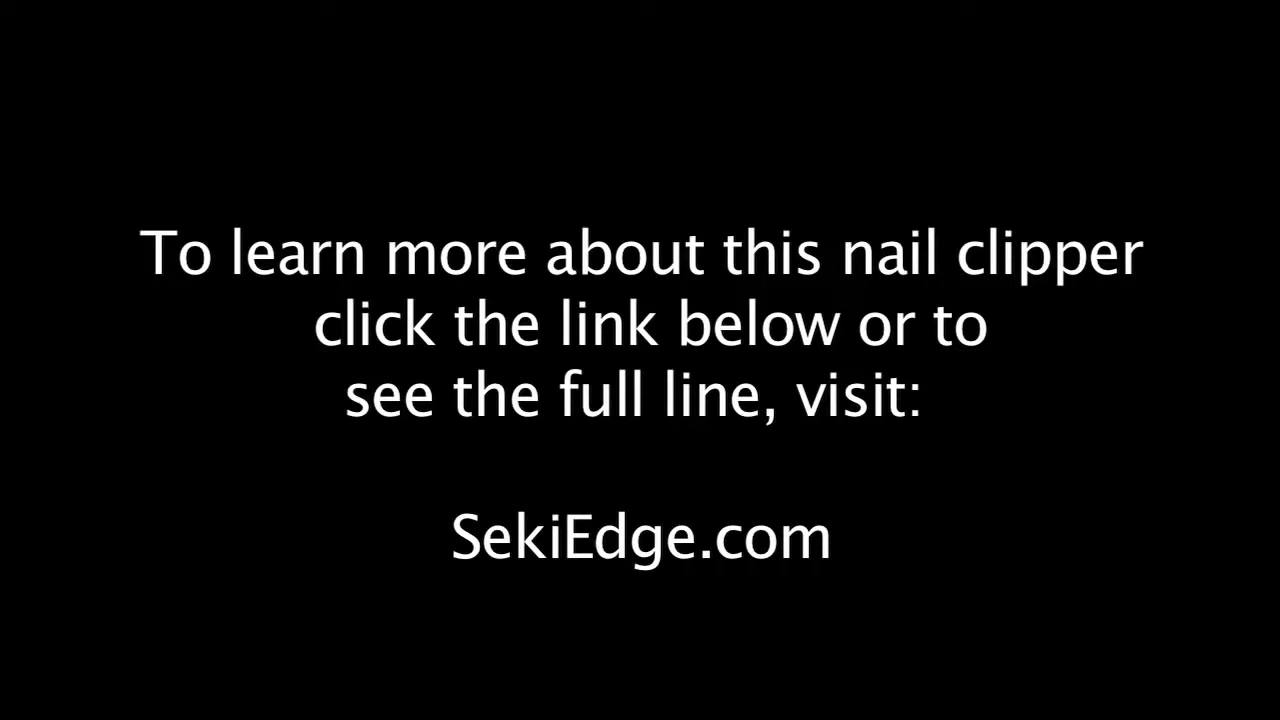 To learn more about this nail clipper
click the link below or to
see the full line, visit:
SekiEdge.com